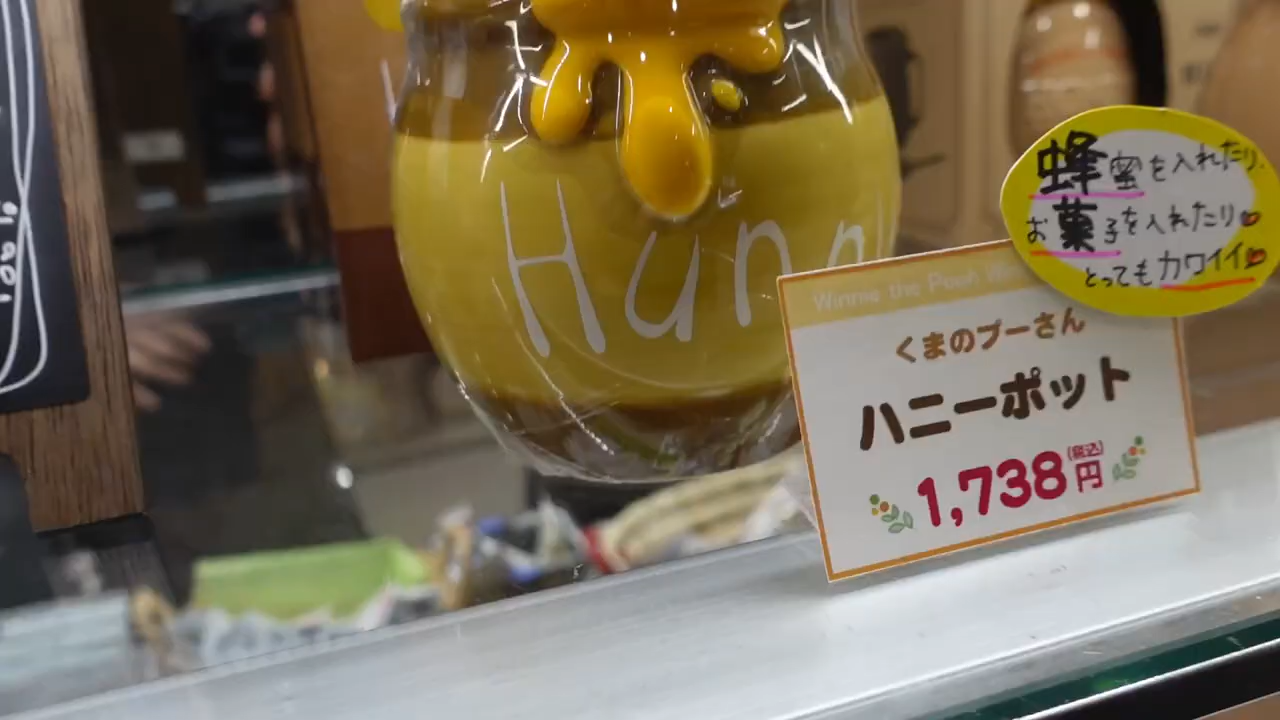 Hunn
蜂蜜を入れたり、
お菓子を入れたり
とってもカワイイ
Winnie the Pooh
くまのプーさん
ハニーポット
1,738円
(税込)